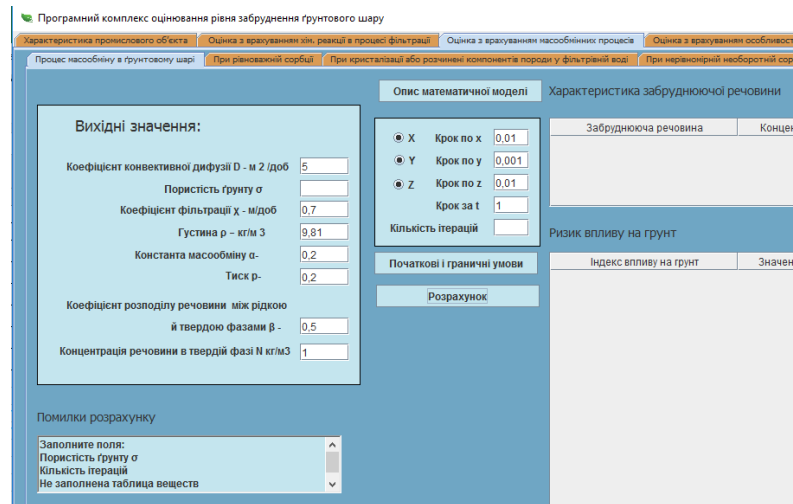 Програмний комплекс оцінювання рівня забруднення ґрунтового шару
Характеристика промислового об'єкта
Оцінка з врахуванням хім. реакції в процесі фільтрації
Оцінка з врахуванням масообмінних процесів
Оцінка з врахуванням особливост
Процес масообміну в ґрунтовому шарі
При рівноважній сорбції
При кристалізації або розчинені компонентів породи у фільтрівній воді
При нерівномірній необоротній сор
Опис математичної моделі
Характеристика забруднюючої речовини
Вихідні значення:
Коефіцієнт конвективної дифузії D - м 2 /доб 5
Пористість ґрунту σ
Коефіцієнт фільтрації χ - м/доб 0,7
Густина ρ – кг/м 3 9,81
Константа масообміну α- 0,2
Тиск р- 0,2
Коефіцієнт розподілу речовини між рідкою
й твердою фазами β - 0,5
Концентрація речовини в твердій фазі N кг/м3 1
X Крок по x 0,01
Y Крок по y 0,001
Z Крок по z 0,01
Крок за t 1
Кількість ітерацій
Початкові і граничні умови
Розрахунок
Забруднююча речовина
Концен
Ризик впливу на грунт
Індекс впливу на грунт
Значен
Помилки розрахунку
Заполните поля:
Пористість ґрунту σ
Кількість ітерацій
Не заполнена таблица веществ